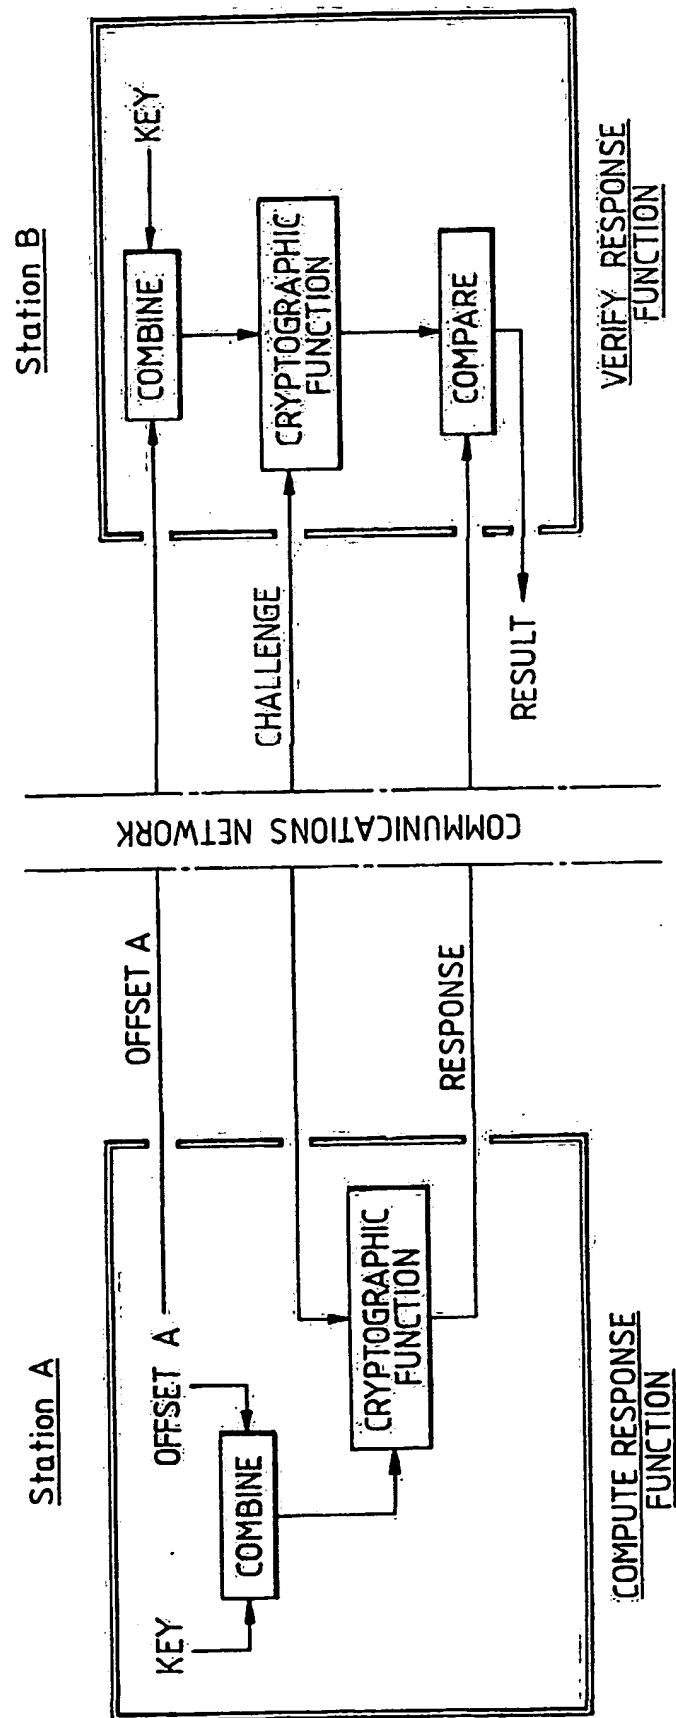 Station A
KEY
OFFSET A
COMBINE
CRYPTOGRAPHIC
FUNCTION
COMPUTE RESPONSE
FUNCTION
OFFSET A
RESPONSE
COMMUNICATIONS NETWORK
Station B
CHALLENGE
RESULT
COMBINE
KEY
CRYPTOGRAPHIC
FUNCTION
COMPARE
VERIFY RESPONSE
FUNCTION